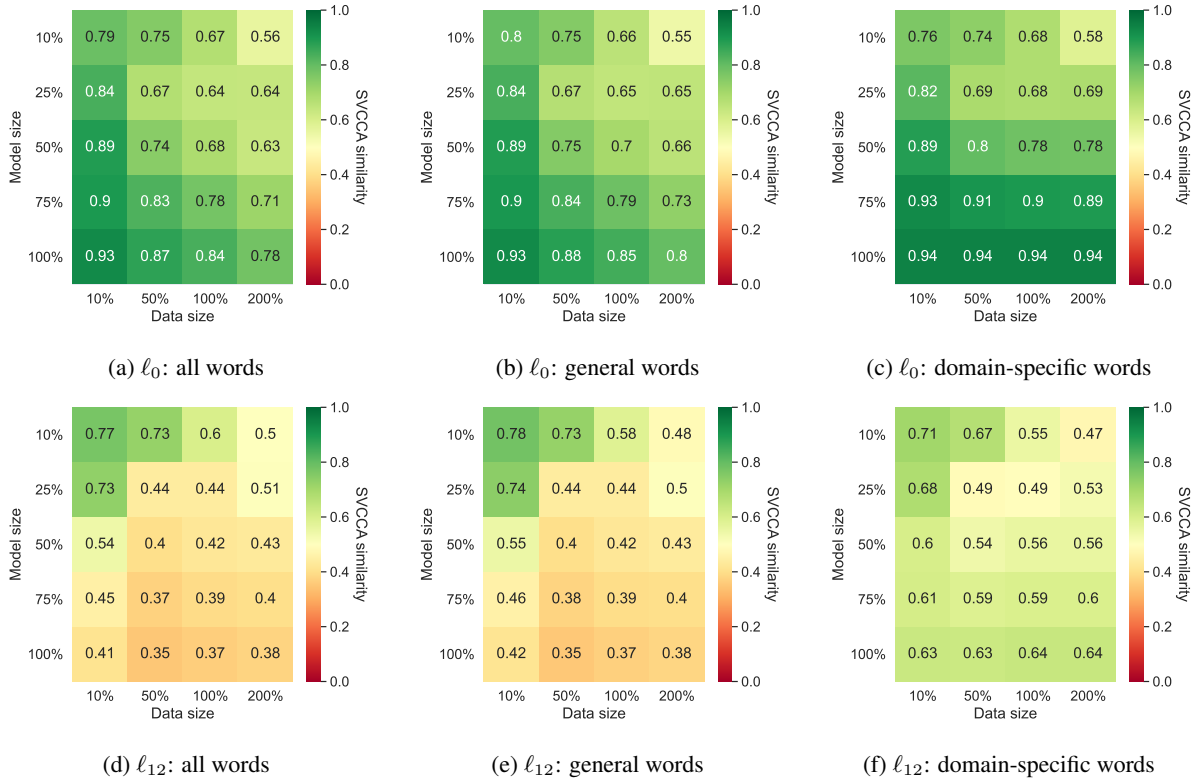 Model size
10%
25%
50%
75%
100%
0.79 0.75 0.67 0.56
0.84 0.67 0.64 0.64
0.89 0.74 0.68 0.63
0.9 0.83 0.78 0.71
0.93 0.87 0.84 0.78
10% 50% 100% 200%
Data size
1.0
0.8
0.6
0.4
0.2
0.0
SVCCA similarity
(a) ℓ0: all words
Model size
10%
25%
50%
75%
100%
0.8 0.75 0.66 0.55
0.84 0.67 0.65 0.65
0.89 0.75 0.7 0.66
0.9 0.84 0.79 0.73
0.93 0.88 0.85 0.8
10% 50% 100% 200%
Data size
1.0
0.8
0.6
0.4
0.2
0.0
SVCCA similarity
(b) ℓ0: general words
Model size
10%
25%
50%
75%
100%
0.76 0.74 0.68 0.58
0.82 0.69 0.68 0.69
0.89 0.8 0.78 0.78
0.93 0.91 0.9 0.89
0.94 0.94 0.94 0.94
10% 50% 100% 200%
Data size
1.0
0.8
0.6
0.4
0.2
0.0
SVCCA similarity
(c) ℓ0: domain-specific words
Model size
10%
25%
50%
75%
100%
0.77 0.73 0.6 0.5
0.73 0.44 0.44 0.51
0.54 0.4 0.42 0.43
0.45 0.37 0.39 0.4
0.41 0.35 0.37 0.38
10% 50% 100% 200%
Data size
1.0
0.8
0.6
0.4
0.2
0.0
SVCCA similarity
(d) ℓ12: all words
Model size
10%
25%
50%
75%
100%
0.78 0.73 0.58 0.48
0.74 0.44 0.44 0.5
0.55 0.4 0.42 0.43
0.46 0.38 0.39 0.4
0.42 0.35 0.37 0.38
10% 50% 100% 200%
Data size
1.0
0.8
0.6
0.4
0.2
0.0
SVCCA similarity
(e) ℓ12: general words
Model size
10%
25%
50%
75%
100%
0.71 0.67 0.55 0.47
0.68 0.49 0.49 0.53
0.6 0.54 0.56 0.56
0.61 0.59 0.59 0.6
0.63 0.63 0.64 0.64
10% 50% 100% 200%
Data size
1.0
0.8
0.6
0.4
0.2
0.0
SVCCA similarity
(f) ℓ12: domain-specific words